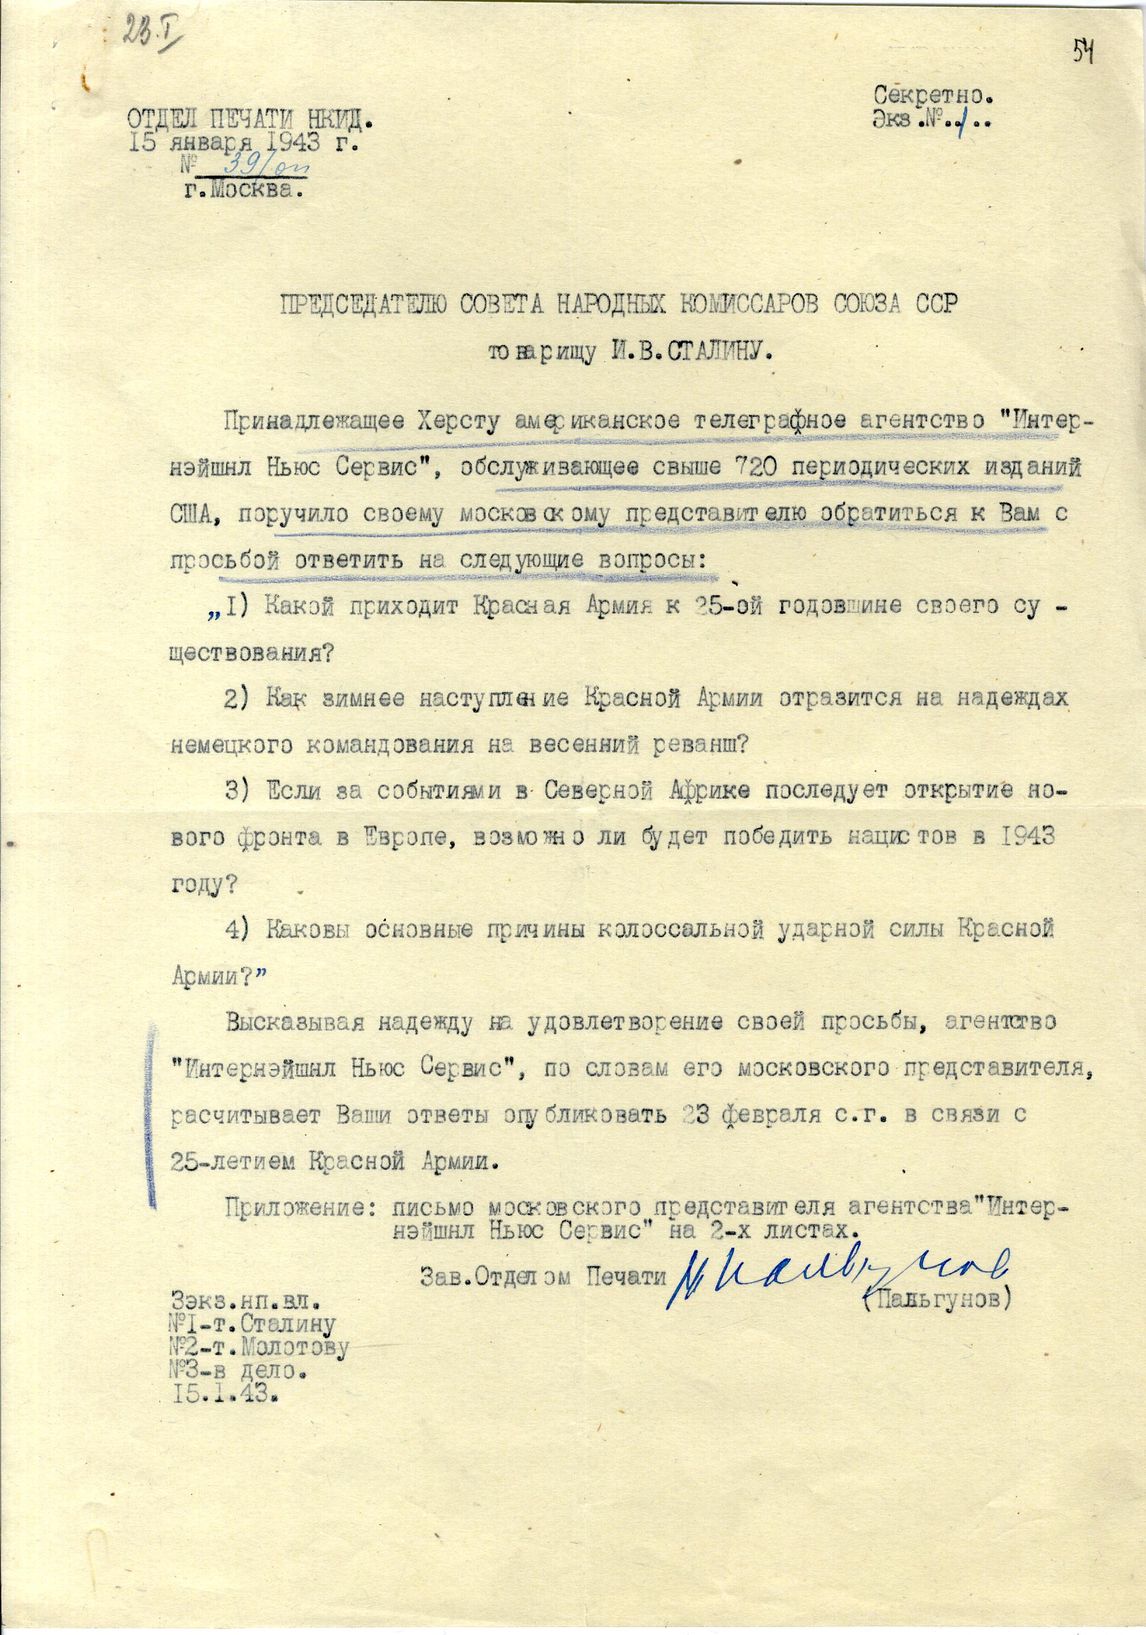 23.I
54
Секретно.
Экз.№..1..
ОТДЕЛ ПЕЧАТИ НКИД.
15 января 1943 г.
№ 39/оп
г.Москва.
ПРЕДСЕДАТЕЛЮ СОВЕТА НАРОДНЫХ КОМИССАРОВ СОЮЗА ССР
товарищу И.В.СТАЛИНУ.
Принадлежащее Херсту американское телеграфное агентство "Интер-
нэйшнл Ньюс Сервис", обслуживающее свыше 720 периодических изданий
США, поручило своему московскому представителю обратиться к Вам с
просьбой ответить на следующие вопросы:
„1) Какой приходит Красная Армия к 25-ой годовщине своего су -
ществования?
2) Как зимнее наступление Красной Армии отразится на надеждах
немецкого командования на весенний реванш?
3) Если за событиями в Северной Африке последует открытие но-
вого фронта в Европе, возможно ли будет победить нацистов в 1943
году?
4) Каковы основные причины колоссальной ударной силы Красной
Армии?”
Высказывая надежду на удовлетворение своей просьбы, агентство
"Интернэйшнл Ньюс Сервис", по словам его московского представителя,
расчитывает Ваши ответы опубликовать 23 февраля с.г. в связи с
25-летием Красной Армии.
Приложение: письмо московского представителя агентства"Интер-
нэйшнл Ньюс Сервис" на 2-х листах.
Зав.Отделом Печати Н Пальгунов
(Пальгунов)
3экз.нп.вл.
№1-т.Сталину
№2-т.Молотову
№3-в дело.
15.1.43.